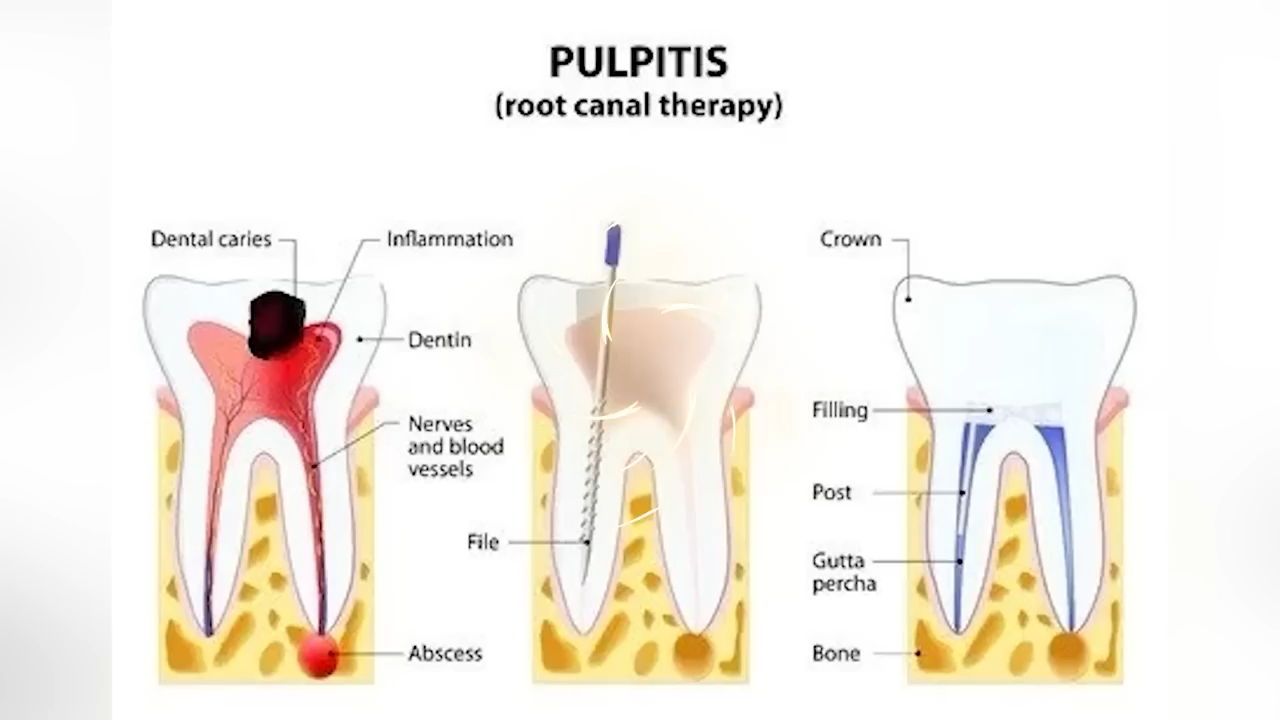 PULPITIS
(root canal therapy)
Dental caries
Inflammation
Dentin
Nerves
and blood
vessels
Abscess
File
Crown
Filling
Post
Gutta
percha
Bone